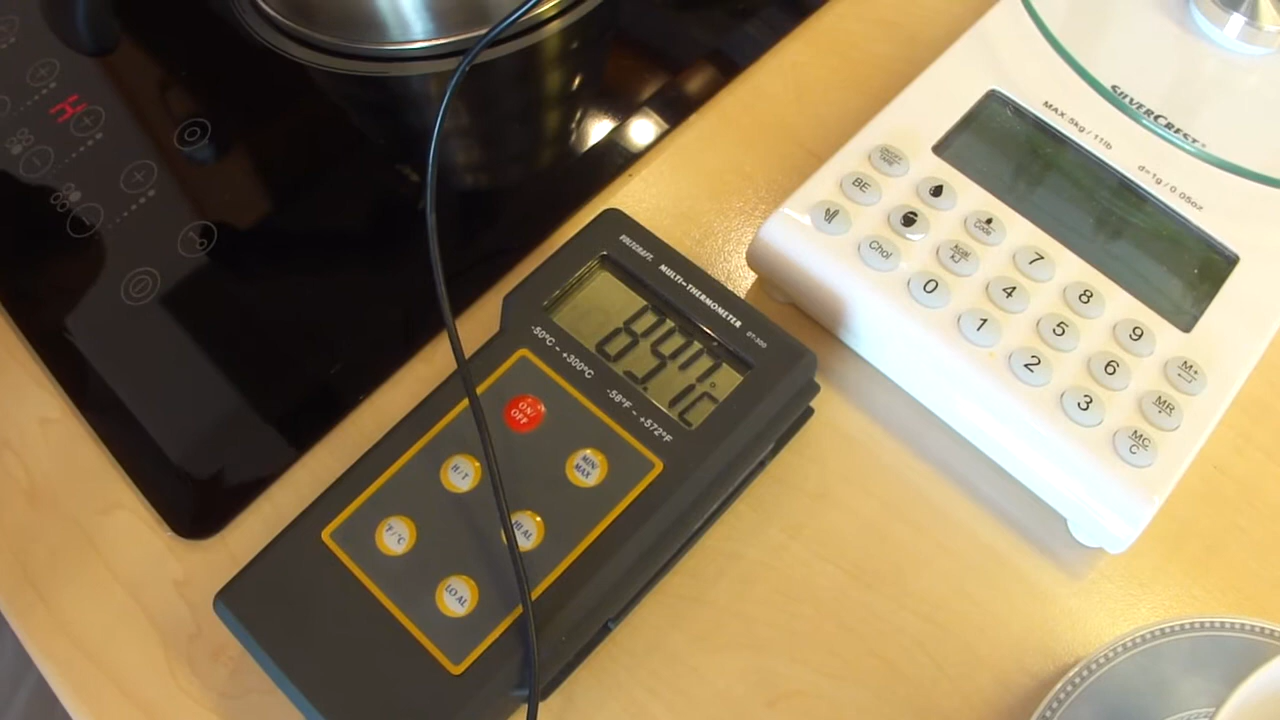 H
SILVERCREST
MAX:5kg / 11lb
d=1g / 0.05oz
ON/OFF
TARE
BE
Code
Chol
kcal
kJ
7
8
9
M+
0
4
5
6
MR
1
2
3
MC
C
VOLTCRAFT.
MULTI-THERMOMETER
DT-300
°C
-50°C ~ +300°C
-58°F ~ +572°F
ON/
OFF
MIN/
MAX
H/T
HI AL
°F/°C
LO AL